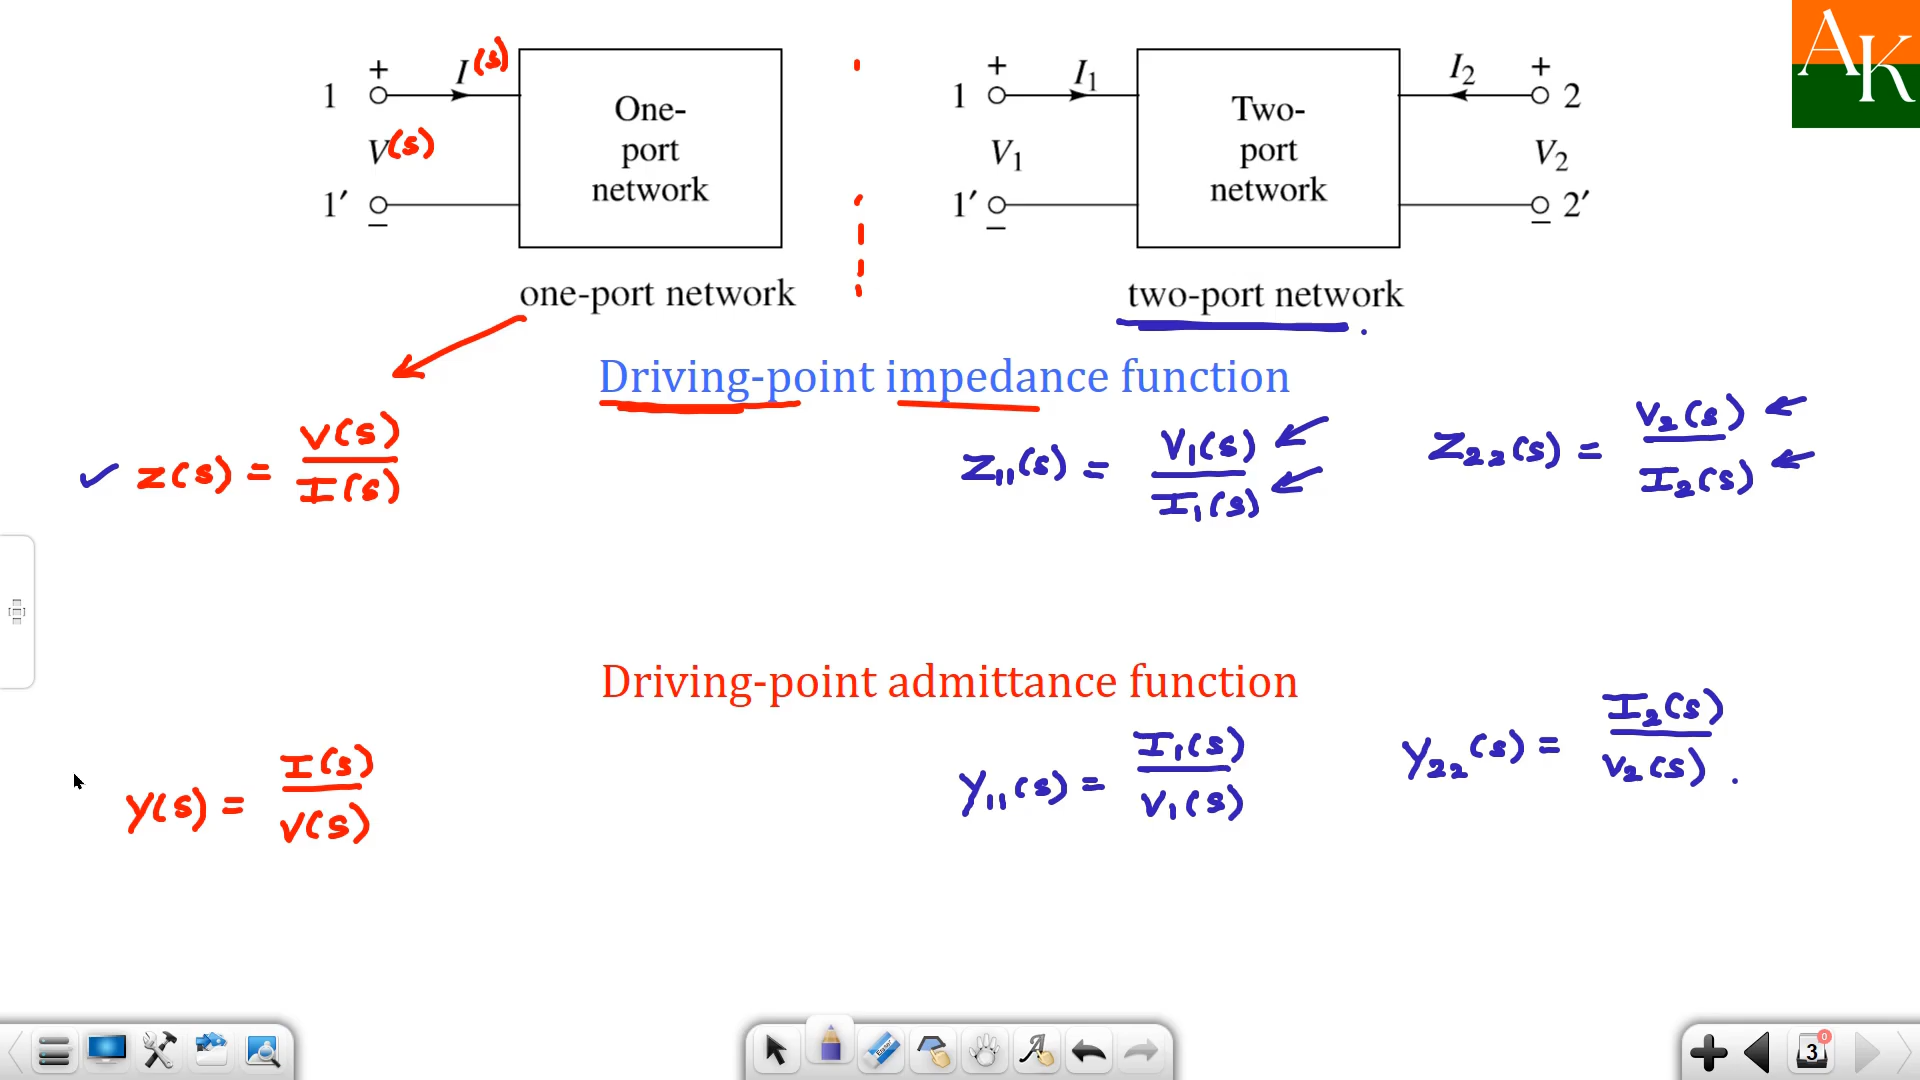 AK
+ I(s) One-port network
1
V(s)
1′
−
one-port network
+ I₁ Two-port network I₂ +
1 2
V₁ V₂
1′ 2′
− −
two-port network
Driving-point impedance function
z(s) = V(s) / I(s)
Z₁₁(s) = V₁(s) / I₁(s)
Z₂₂(s) = V₂(s) / I₂(s)
Driving-point admittance function
y(s) = I(s) / V(s)
y₁₁(s) = I₁(s) / V₁(s)
y₂₂(s) = I₂(s) / V₂(s)
Eraser
A
3
0